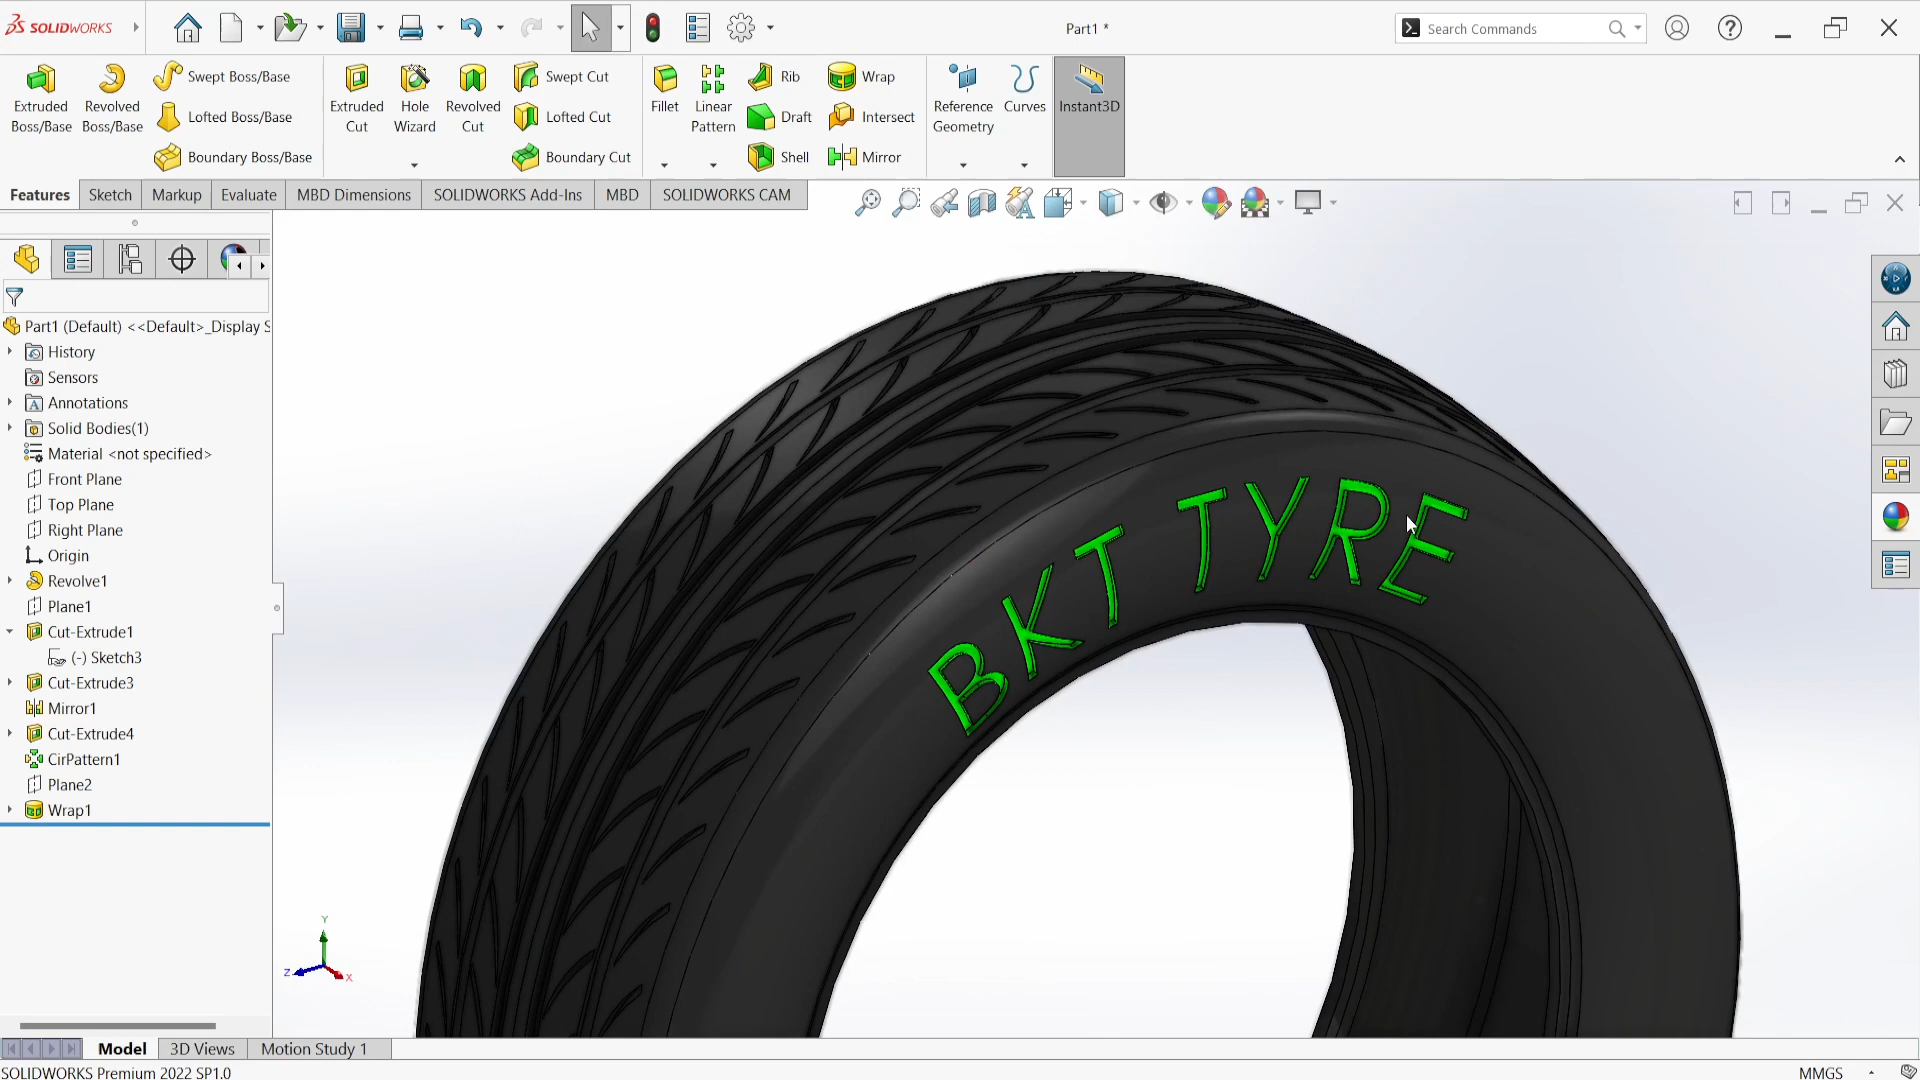 SOLIDWORKS
Part1 *
Search Commands
Extruded Boss/Base
Revolved Boss/Base
Swept Boss/Base
Lofted Boss/Base
Boundary Boss/Base
Extruded Cut
Hole Wizard
Revolved Cut
Swept Cut
Lofted Cut
Boundary Cut
Fillet
Linear Pattern
Rib
Draft
Shell
Wrap
Intersect
Mirror
Reference Geometry
Curves
Instant3D
Features
Sketch
Markup
Evaluate
MBD Dimensions
SOLIDWORKS Add-Ins
MBD
SOLIDWORKS CAM
Part1 (Default) <<Default>_Display S
History
Sensors
Annotations
Solid Bodies(1)
Material <not specified>
Front Plane
Top Plane
Right Plane
Origin
Revolve1
Plane1
Cut-Extrude1
(-) Sketch3
Cut-Extrude3
Mirror1
Cut-Extrude4
CirPattern1
Plane2
Wrap1
BKT TYRE
Y
Z
X
Model
3D Views
Motion Study 1
SOLIDWORKS Premium 2022 SP1.0
MMGS